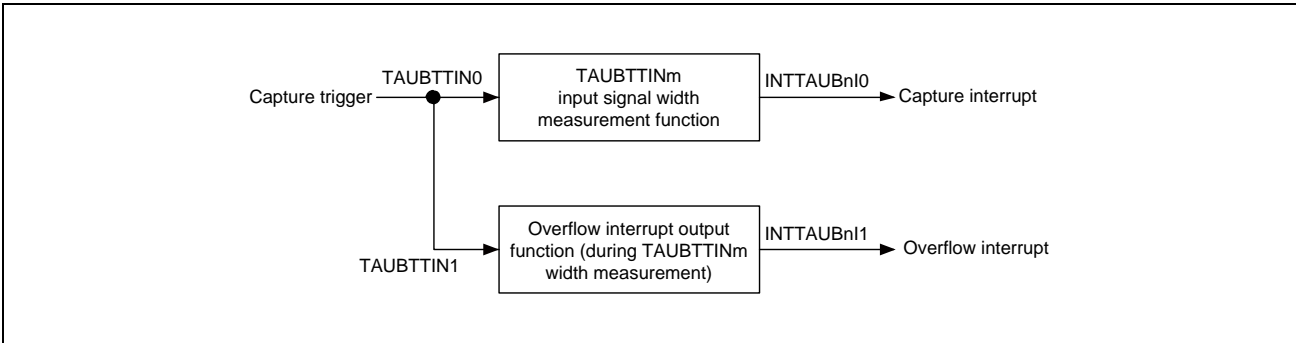 TAUBTTIN0
Capture trigger
TAUBTTINm
input signal width
measurement function
INTTAUBnI0
Capture interrupt
TAUBTTIN1
Overflow interrupt output
function (during TAUBTTINm
width measurement)
INTTAUBnI1
Overflow interrupt